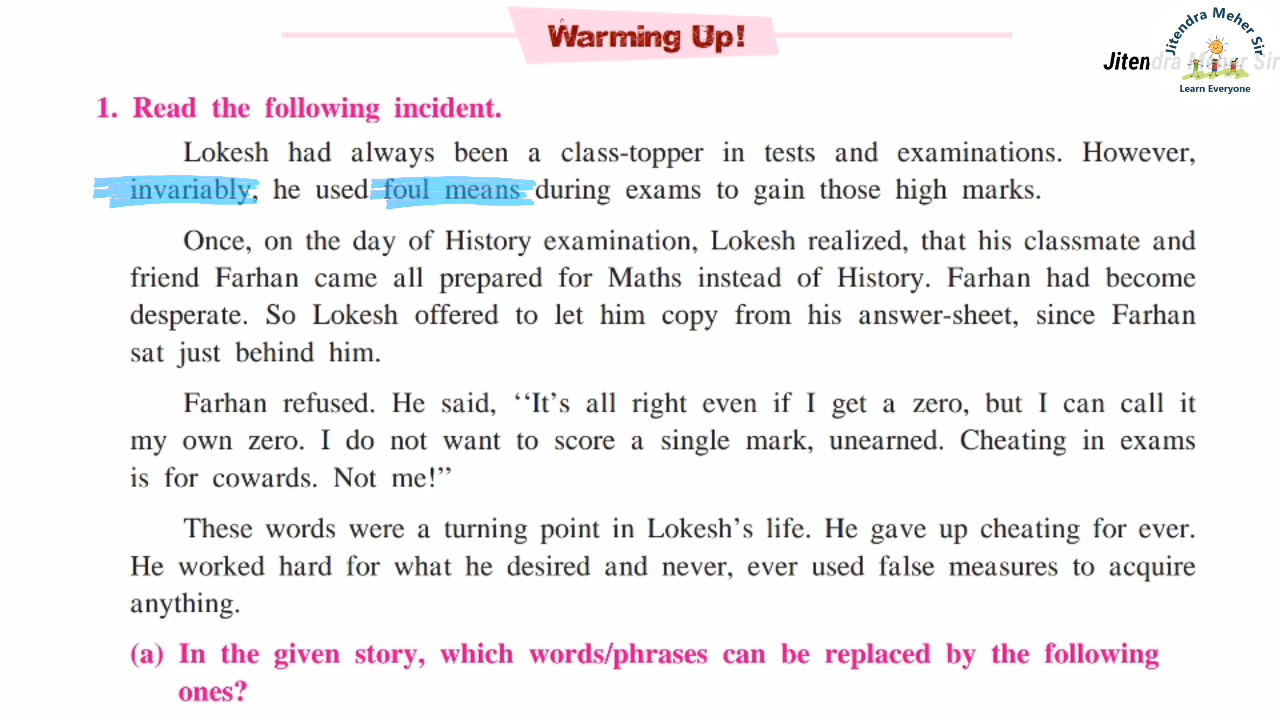 Warming Up!
Jitendra Meher Sir
Jitendra Meher Sir
Learn Everyone
1. Read the following incident.
Lokesh had always been a class-topper in tests and examinations. However,
invariably, he used foul means during exams to gain those high marks.
Once, on the day of History examination, Lokesh realized, that his classmate and
friend Farhan came all prepared for Maths instead of History. Farhan had become
desperate. So Lokesh offered to let him copy from his answer-sheet, since Farhan
sat just behind him.
Farhan refused. He said, ‘‘It’s all right even if I get a zero, but I can call it
my own zero. I do not want to score a single mark, unearned. Cheating in exams
is for cowards. Not me!’’
These words were a turning point in Lokesh’s life. He gave up cheating for ever.
He worked hard for what he desired and never, ever used false measures to acquire
anything.
(a) In the given story, which words/phrases can be replaced by the following
ones?